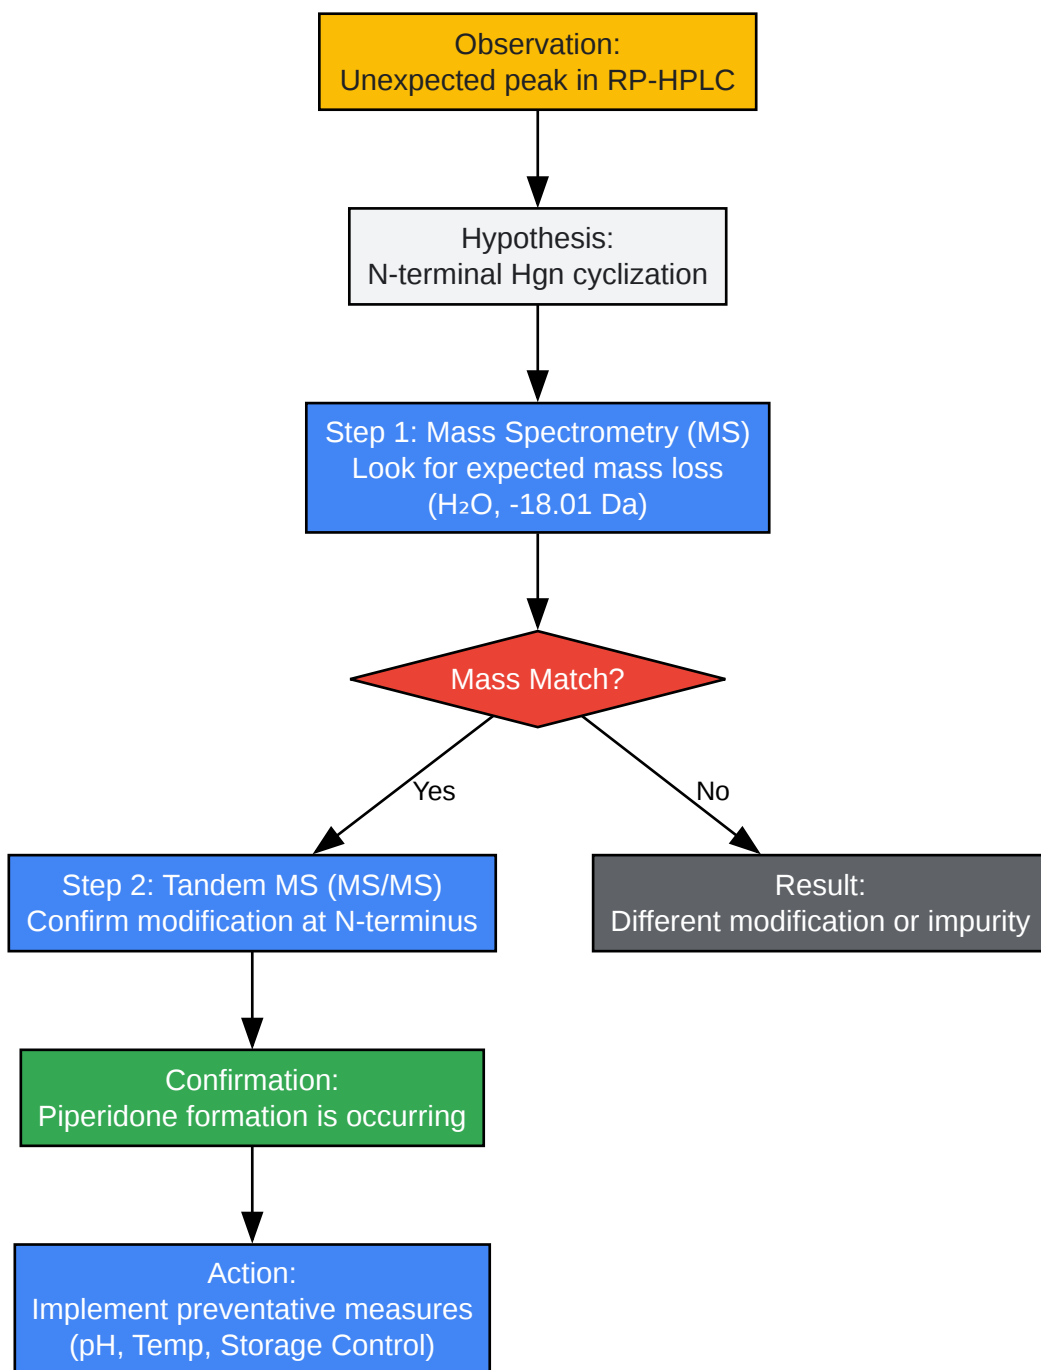 Observation:
Unexpected peak in RP-HPLC
Hypothesis:
N-terminal Hgn cyclization
Step 1: Mass Spectrometry (MS)
Look for expected mass loss
(H₂O, -18.01 Da)
Mass Match?
Yes
No
Step 2: Tandem MS (MS/MS)
Confirm modification at N-terminus
Result:
Different modification or impurity
Confirmation:
Piperidone formation is occurring
Action:
Implement preventative measures
(pH, Temp, Storage Control)